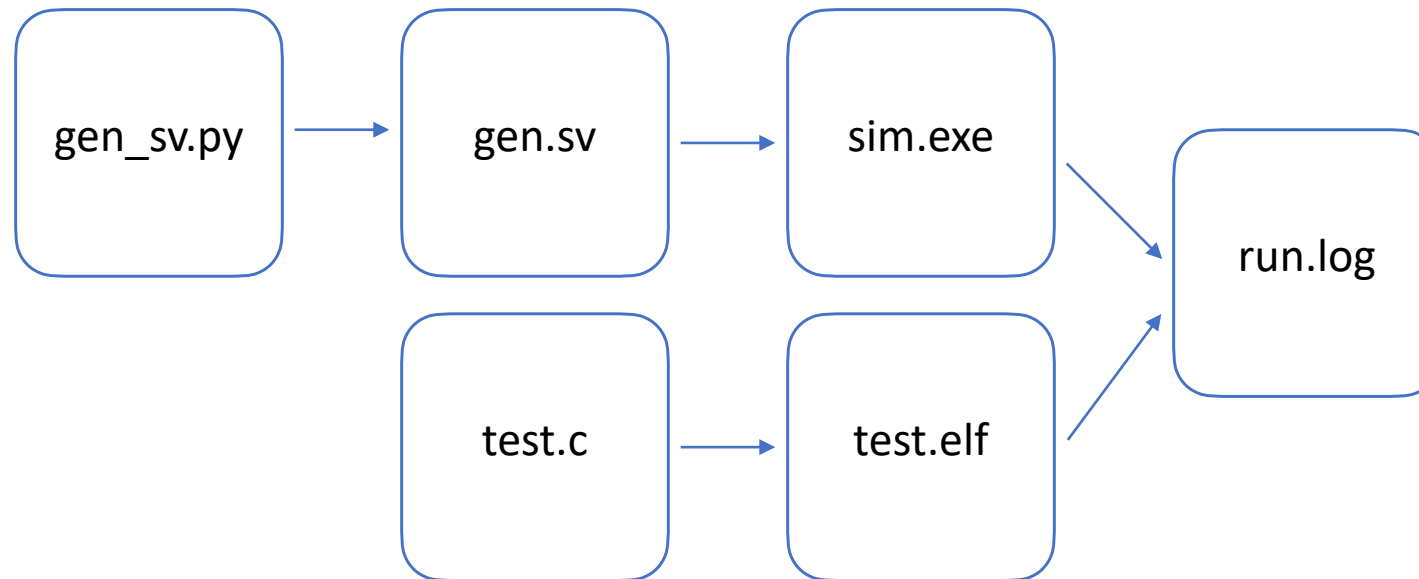 gen_sv.py
gen.sv
sim.exe
run.log
test.c
test.elf